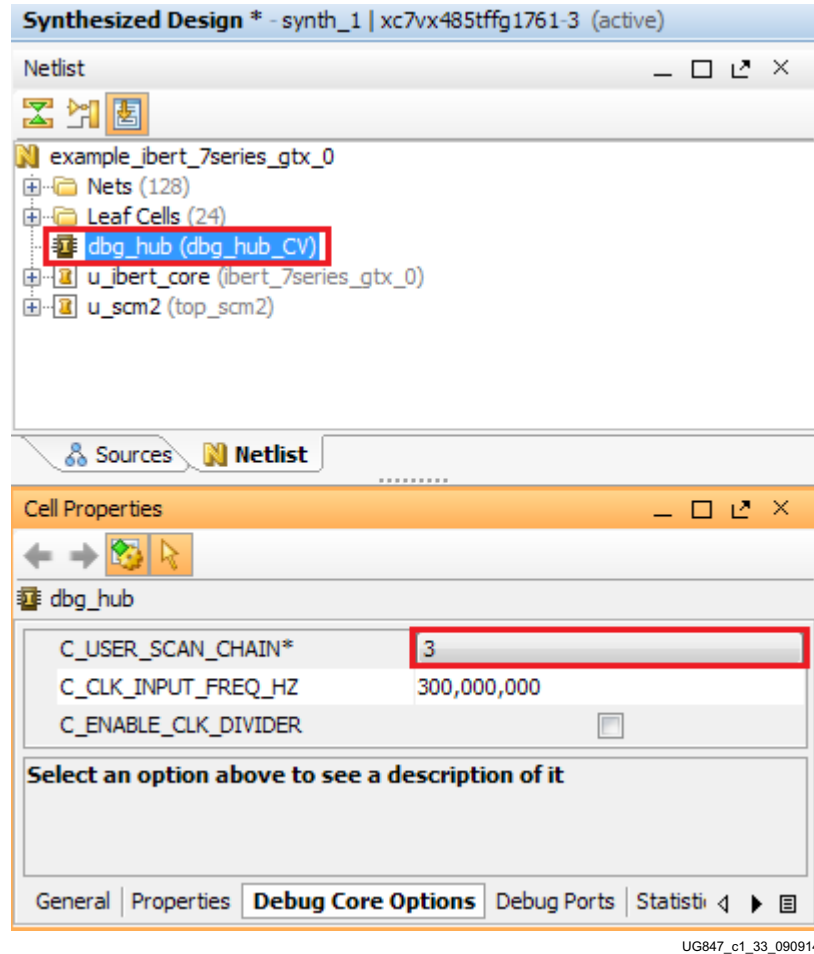 Synthesized Design * - synth_1 | xc7vx485tffg1761-3 (active)
Netlist
example_ibert_7series_gtx_0
Nets (128)
Leaf Cells (24)
dbg_hub (dbg_hub_CV)
u_ibert_core (ibert_7series_gtx_0)
u_scm2 (top_scm2)
Sources Netlist
Cell Properties
dbg_hub
C_USER_SCAN_CHAIN* 3
C_CLK_INPUT_FREQ_HZ 300,000,000
C_ENABLE_CLK_DIVIDER
Select an option above to see a description of it
General Properties Debug Core Options Debug Ports Statisti
UG847_c1_33_090914